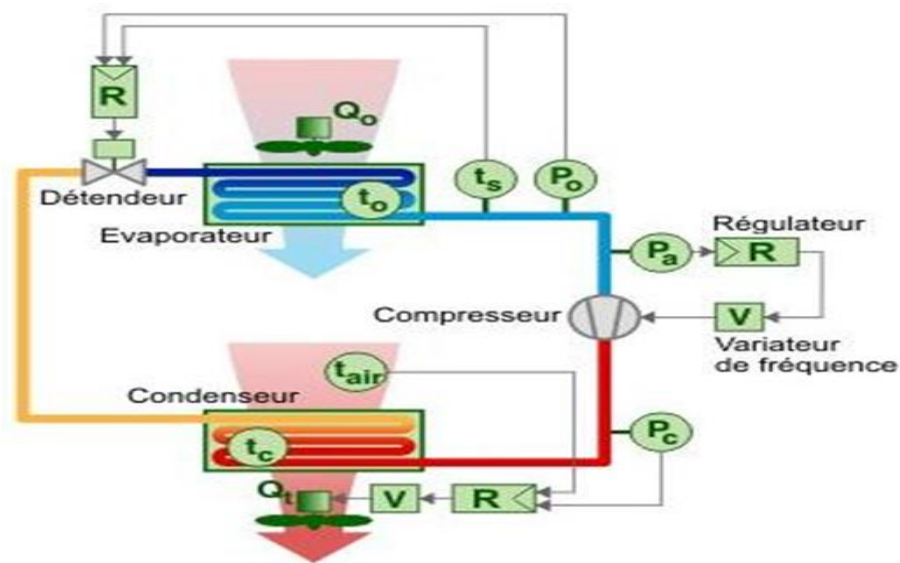 R
Qo
Détendeur
to
ts
Po
Evaporateur
Régulateur
Pa
R
Compresseur
V
Variateur
de fréquence
tair
Condenseur
tc
Pc
Qt
V
R